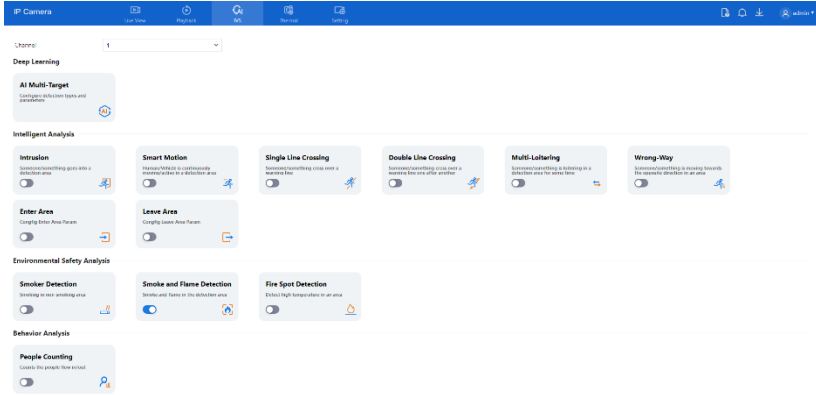 IP Camera
Live View
Playback
IVS
Thermal
Setting
admin
Channel
1
Deep Learning
AI Multi-Target
Configure detection types and
parameters
Intelligent Analysis
Intrusion
Someone/something goes into a
detection area
Smart Motion
Human/Vehicle is continuously
moving/active in a detection area
Single Line Crossing
Someone/something cross over a
warning line
Double Line Crossing
Someone/something cross over a
warning line one after another
Multi-Loitering
Someone/something is loitering in a
detection area for some time
Wrong-Way
Someone/something is moving towards
the opposite direction in an area
Enter Area
Config Enter Area Param
Leave Area
Config Leave Area Param
Environmental Safety Analysis
Smoker Detection
Smoking in non-smoking area
Smoke and Flame Detection
Smoke and flame in the detection area
Fire Spot Detection
Detect high temperature in an area
Behavior Analysis
People Counting
Counts the people flow in/out